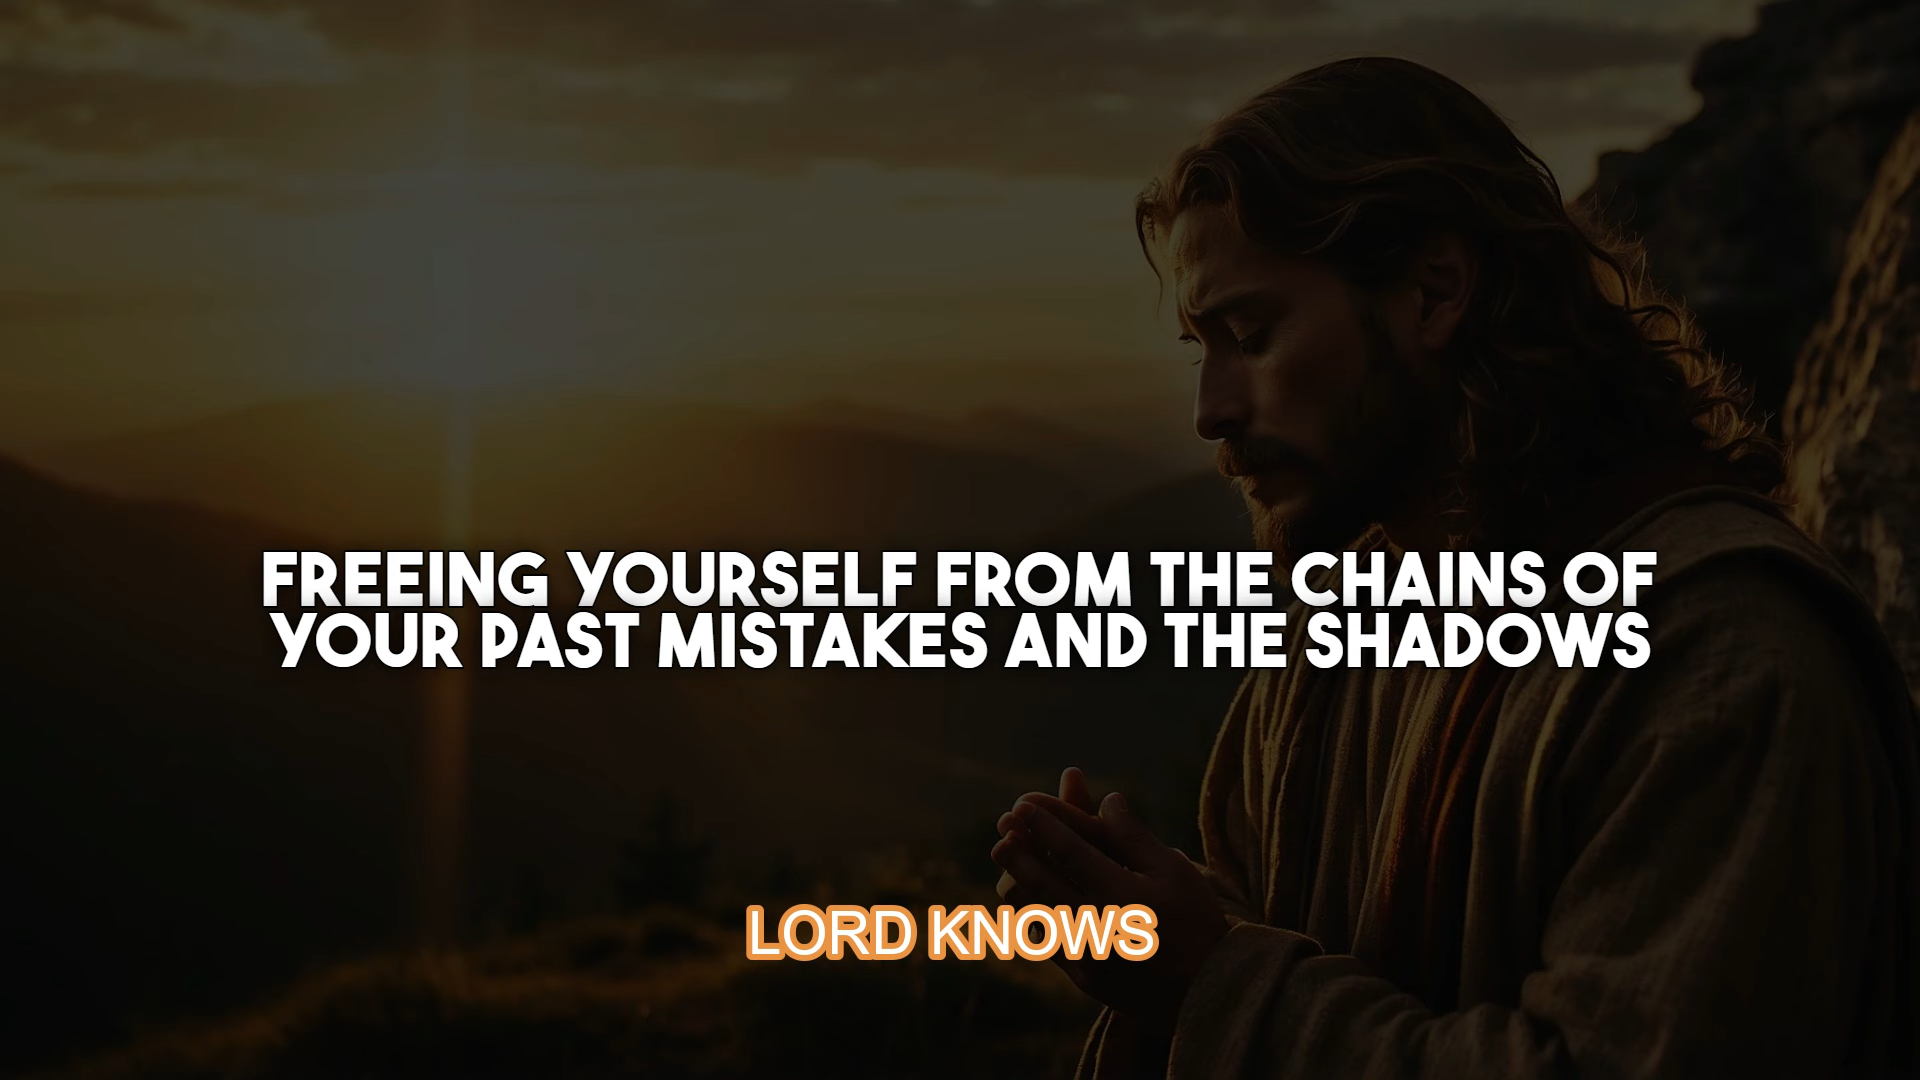 FREEING YOURSELF FROM THE CHAINS OF
YOUR PAST MISTAKES AND THE SHADOWS
LORD KNOWS